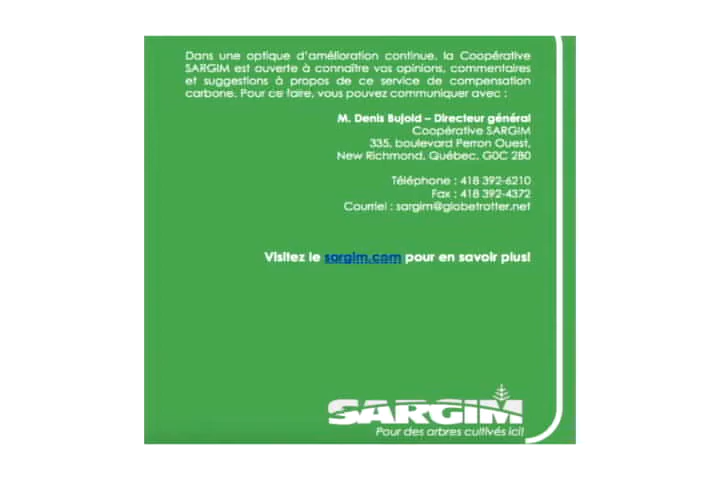 Dans une optique d'amélioration continue, la Coopérative
SARGIM est ouverte à connaître vos opinions, commentaires
et suggestions à propos de ce service de compensation
carbone. Pour ce faire, vous pouvez communiquer avec :
M. Denis Bujold – Directeur général
Coopérative SARGIM
335, boulevard Perron Ouest,
New Richmond, Québec, G0C 2B0
Téléphone : 418 392-6210
Fax : 418 392-4372
Courriel : sargim@globetrotter.net
Visitez le sargim.com pour en savoir plus!
SARGIM
Pour des arbres cultivés ici!